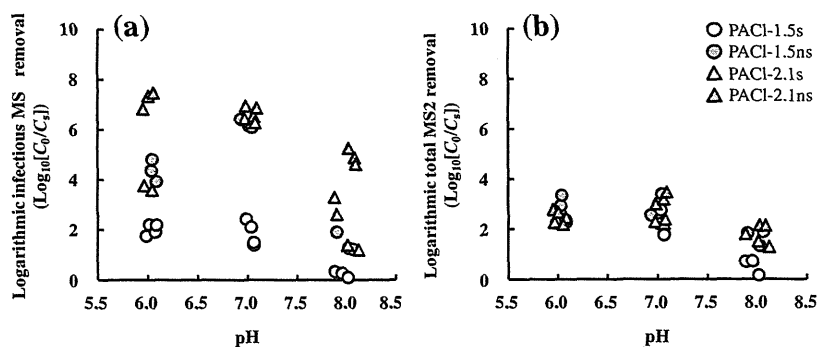 (a)
Logarithmic infectious MS removal
(Log10[C0/Cs])
10
8
6
4
2
0
5.5 6.0 6.5 7.0 7.5 8.0 8.5
pH
(b)
Logarithmic total MS2 removal
(Log10[C0/Cs])
10
8
6
4
2
0
5.5 6.0 6.5 7.0 7.5 8.0 8.5
pH
PACl-1.5s
PACl-1.5ns
PACl-2.1s
PACl-2.1ns